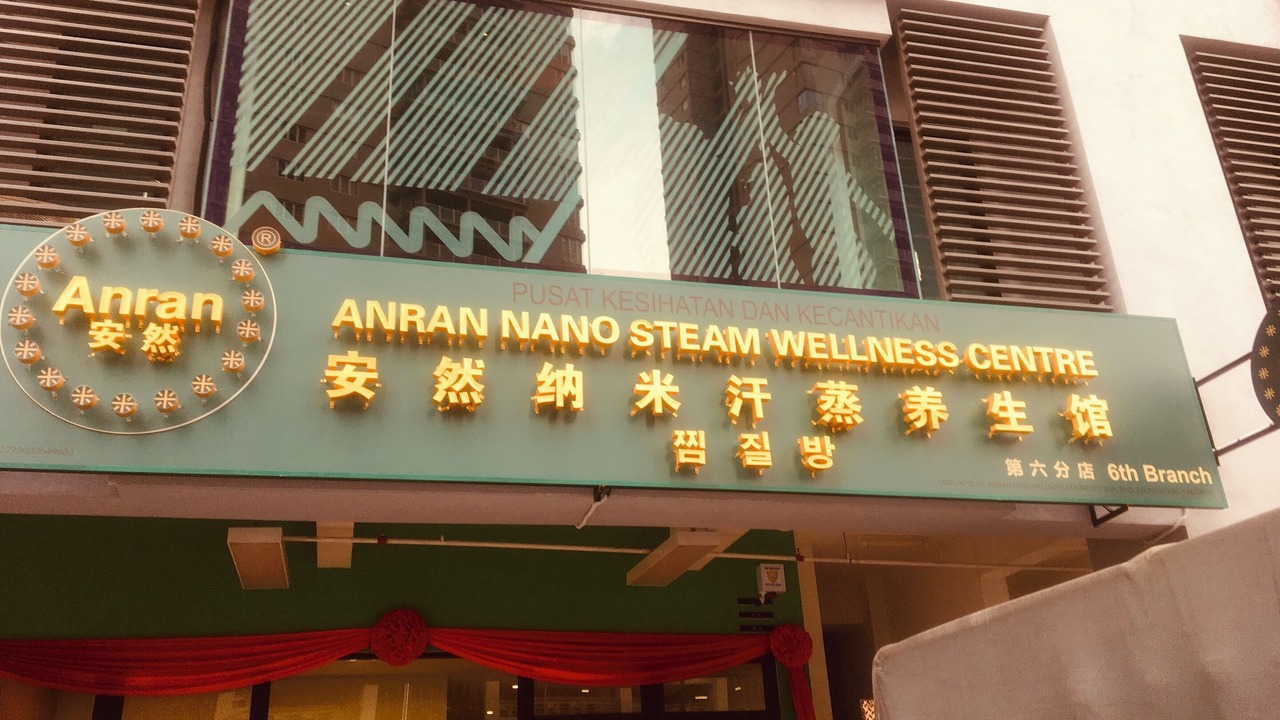 Anran
安然
®
PUSAT KESIHATAN DAN KECANTIKAN
ANRAN NANO STEAM WELLNESS CENTRE
安然纳米汗蒸养生馆
찜질방
第六分店 6th Branch